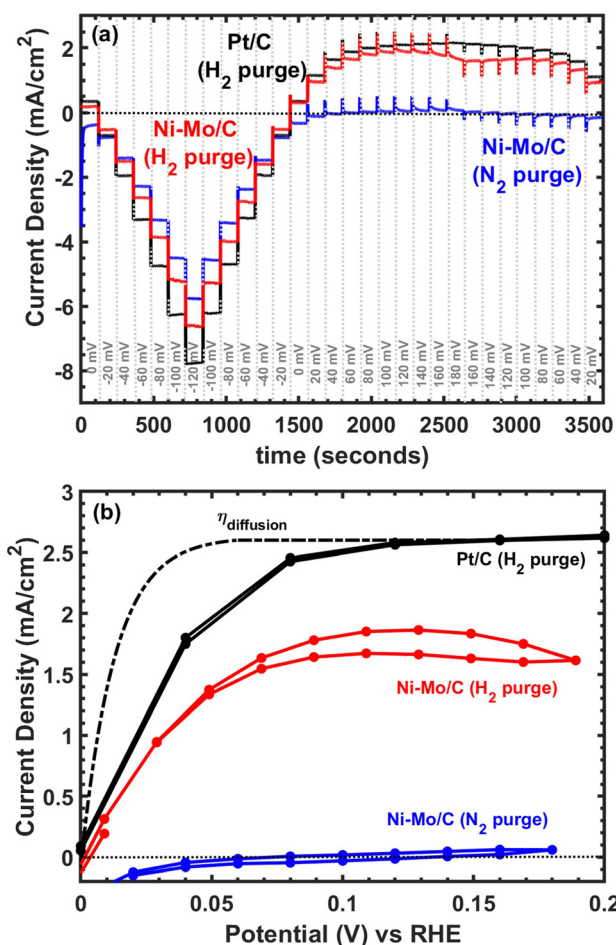 (a)
Pt/C
(H2 purge)
Ni-Mo/C
(H2 purge)
Ni-Mo/C
(N2 purge)
Current Density (mA/cm2)
2
0
-2
-4
-6
-8
0 mV
-20 mV
-40 mV
-60 mV
-80 mV
-100 mV
-120 mV
-100 mV
-80 mV
-60 mV
-40 mV
-20 mV
0 mV
20 mV
40 mV
60 mV
80 mV
100 mV
120 mV
140 mV
160 mV
180 mV
160 mV
140 mV
120 mV
100 mV
80 mV
60 mV
40 mV
20 mV
0 500 1000 1500 2000 2500 3000 3500
time (seconds)
(b)
ηdiffusion
Pt/C (H2 purge)
Ni-Mo/C (H2 purge)
Ni-Mo/C (N2 purge)
Current Density (mA/cm2)
3
2.5
2
1.5
1
0.5
0
0 0.05 0.1 0.15 0.2
Potential (V) vs RHE